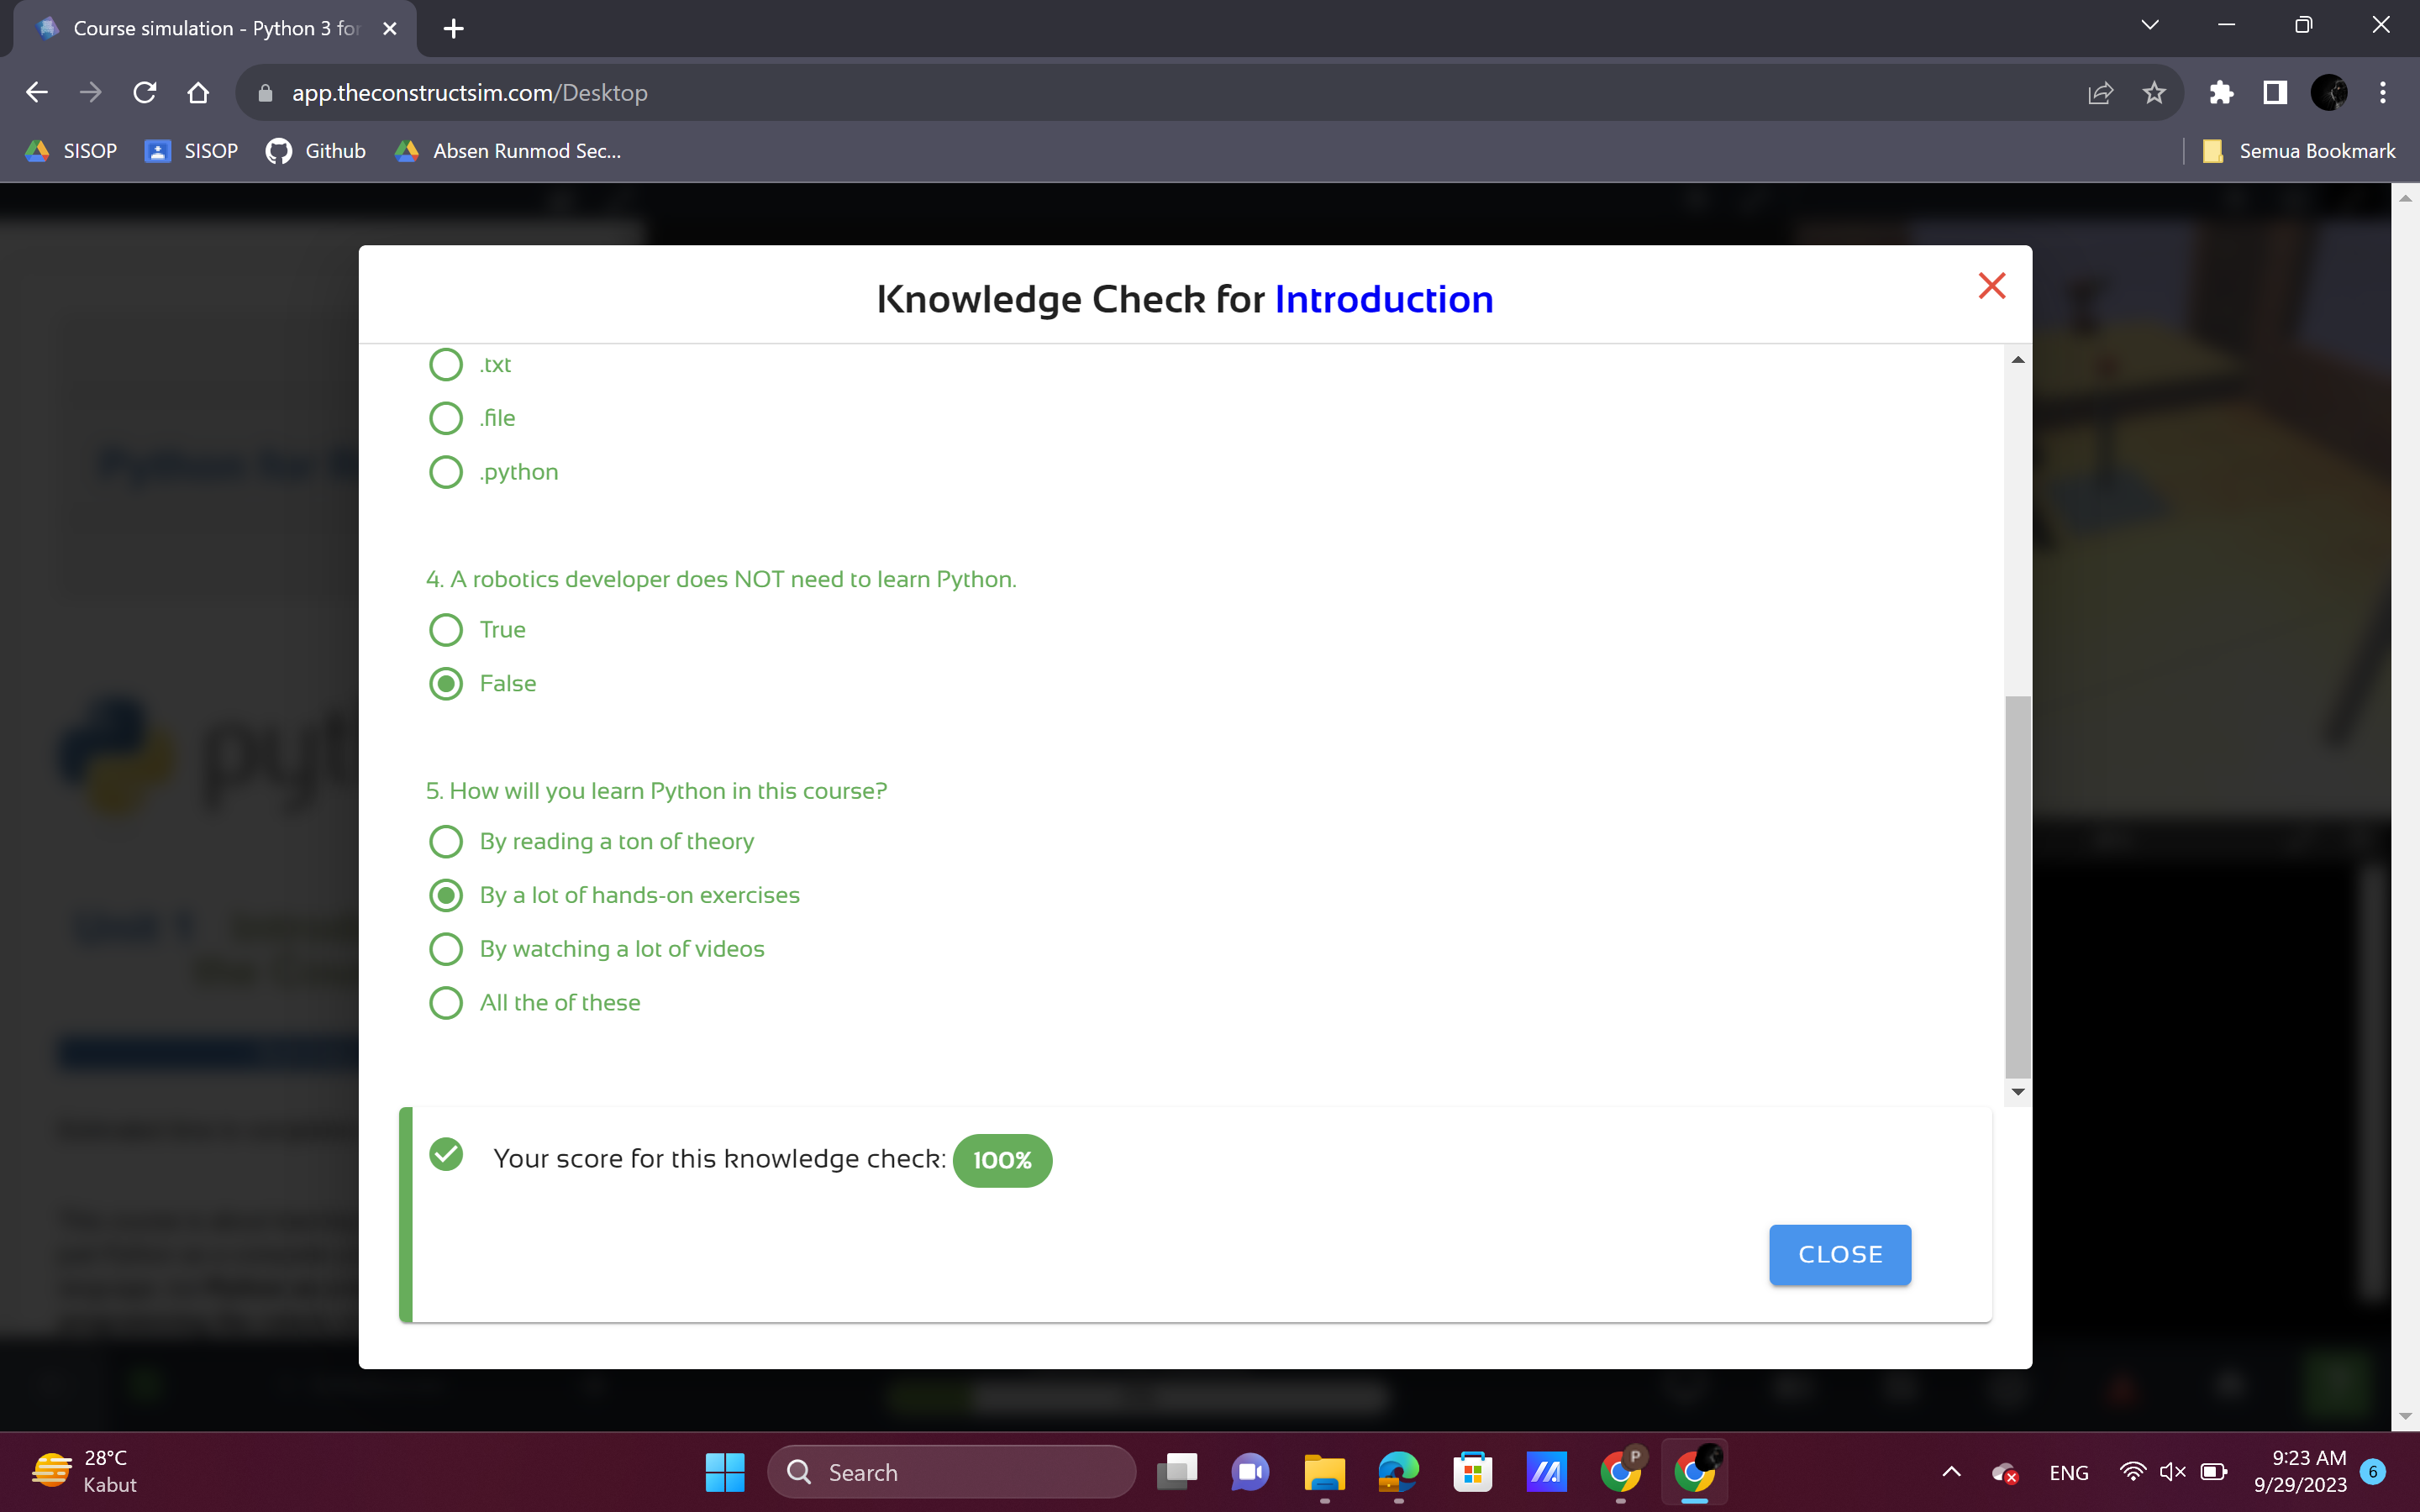 Course simulation - Python 3 for
app.theconstructsim.com/Desktop
SISOP
SISOP
Github
Absen Runmod Sec...
Semua Bookmark
Knowledge Check for Introduction
.txt
.file
.python
4. A robotics developer does NOT need to learn Python.
True
False
5. How will you learn Python in this course?
By reading a ton of theory
By a lot of hands-on exercises
By watching a lot of videos
All the of these
Your score for this knowledge check: 100%
CLOSE
28°C
Kabut
Search
P
ENG
9:23 AM
9/29/2023
6